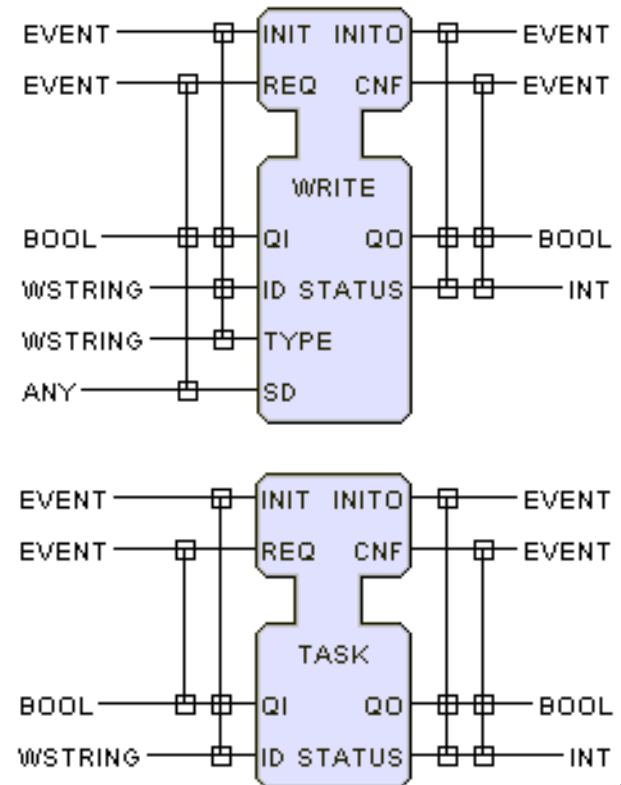 EVENT INIT INITO EVENT
EVENT REQ CNF EVENT
WRITE
BOOL QI QO BOOL
WSTRING ID STATUS INT
WSTRING TYPE
ANY SD
EVENT INIT INITO EVENT
EVENT REQ CNF EVENT
TASK
BOOL QI QO BOOL
WSTRING ID STATUS INT